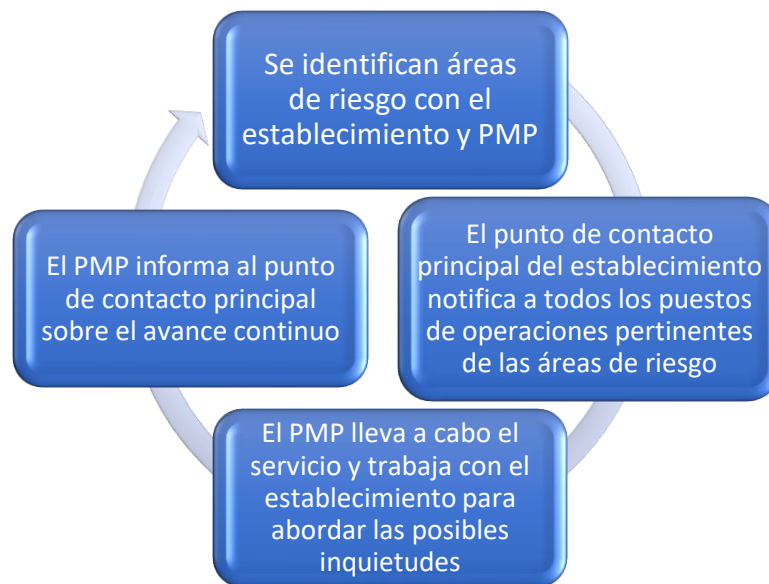 Se identifican áreas
de riesgo con el
establecimiento y PMP
El punto de contacto
principal del establecimiento
notifica a todos los puestos
de operaciones pertinentes
de las áreas de riesgo
El PMP lleva a cabo el
servicio y trabaja con el
establecimiento para
abordar las posibles
inquietudes
El PMP informa al punto
de contacto principal
sobre el avance continuo